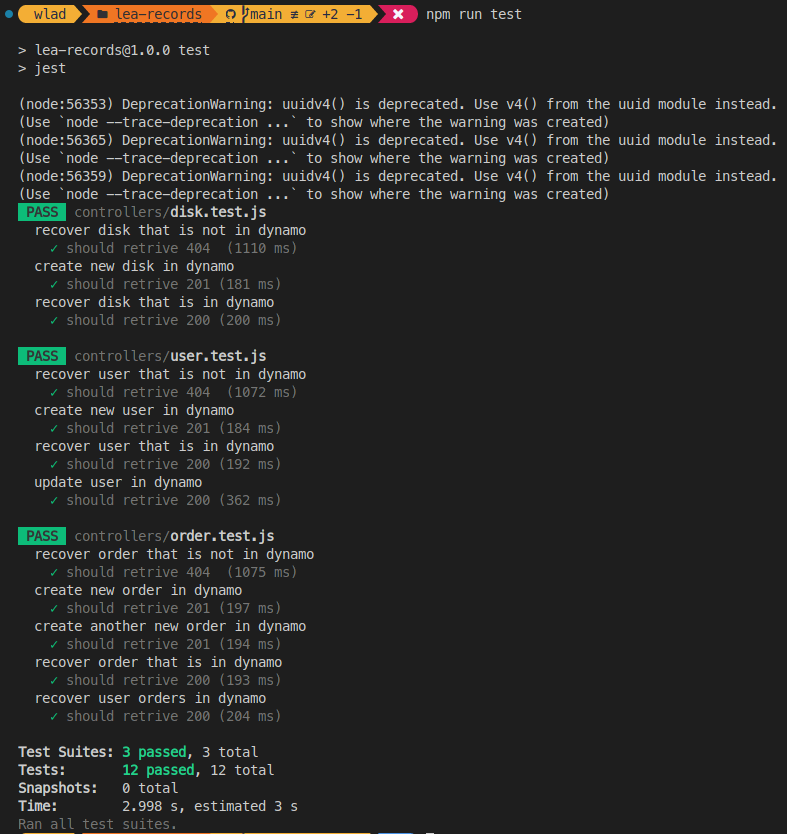 wlad lea-records main ≢ +2 -1 ✖ npm run test
> lea-records@1.0.0 test
> jest
(node:56353) DeprecationWarning: uuidv4() is deprecated. Use v4() from the uuid module instead.
(Use `node --trace-deprecation ...` to show where the warning was created)
(node:56365) DeprecationWarning: uuidv4() is deprecated. Use v4() from the uuid module instead.
(Use `node --trace-deprecation ...` to show where the warning was created)
(node:56359) DeprecationWarning: uuidv4() is deprecated. Use v4() from the uuid module instead.
(Use `node --trace-deprecation ...` to show where the warning was created)
PASS controllers/disk.test.js
recover disk that is not in dynamo
✓ should retrive 404 (1110 ms)
create new disk in dynamo
✓ should retrive 201 (181 ms)
recover disk that is in dynamo
✓ should retrive 200 (200 ms)
PASS controllers/user.test.js
recover user that is not in dynamo
✓ should retrive 404 (1072 ms)
create new user in dynamo
✓ should retrive 201 (184 ms)
recover user that is in dynamo
✓ should retrive 200 (192 ms)
update user in dynamo
✓ should retrive 200 (362 ms)
PASS controllers/order.test.js
recover order that is not in dynamo
✓ should retrive 404 (1075 ms)
create new order in dynamo
✓ should retrive 201 (197 ms)
create another new order in dynamo
✓ should retrive 201 (194 ms)
recover order that is in dynamo
✓ should retrive 200 (193 ms)
recover user orders in dynamo
✓ should retrive 200 (204 ms)
Test Suites: 3 passed, 3 total
Tests: 12 passed, 12 total
Snapshots: 0 total
Time: 2.998 s, estimated 3 s
Ran all test suites.